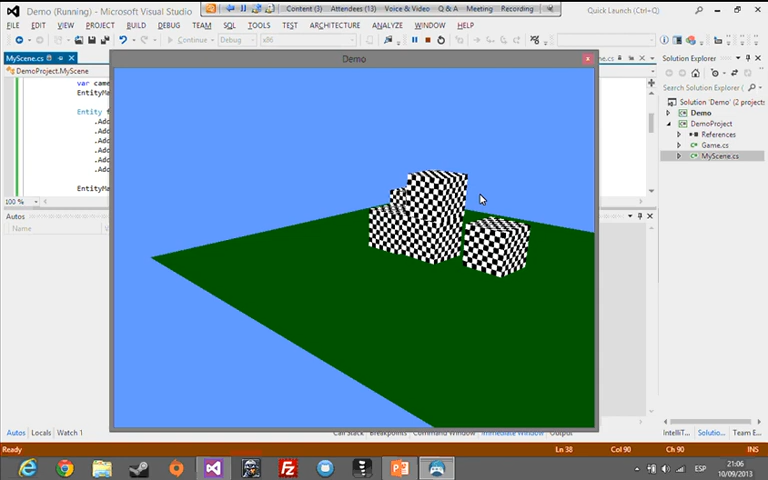 Demo (Running) - Microsoft Visual Studio
Content (3) Attendees (13) Voice & Video Q & A Meeting Recording
Quick Launch (Ctrl+Q)
FILE EDIT VIEW PROJECT BUILD DEBUG TEAM SQL TOOLS TEST ARCHITECTURE ANALYZE WINDOW HELP
Continue Debug x86
MyScene.cs
Demo
Solution Explorer
DemoProject.MyScene
var came
EntityMa
Entity f
.Add
.Add
.Add
.Add
.Add
EntityMa
Search Solution Explorer (Ctrl
Solution 'Demo' (2 projects
Demo
DemoProject
References
Game.cs
MyScene.cs
100 %
Autos
Name
Autos Locals Watch 1
Call Stack Breakpoints Command Window Immediate Window Output
IntelliT... Solutio... Team E...
Ready
Ln 38 Col 90 Ch 90 INS
ESP
21:06
10/09/2013